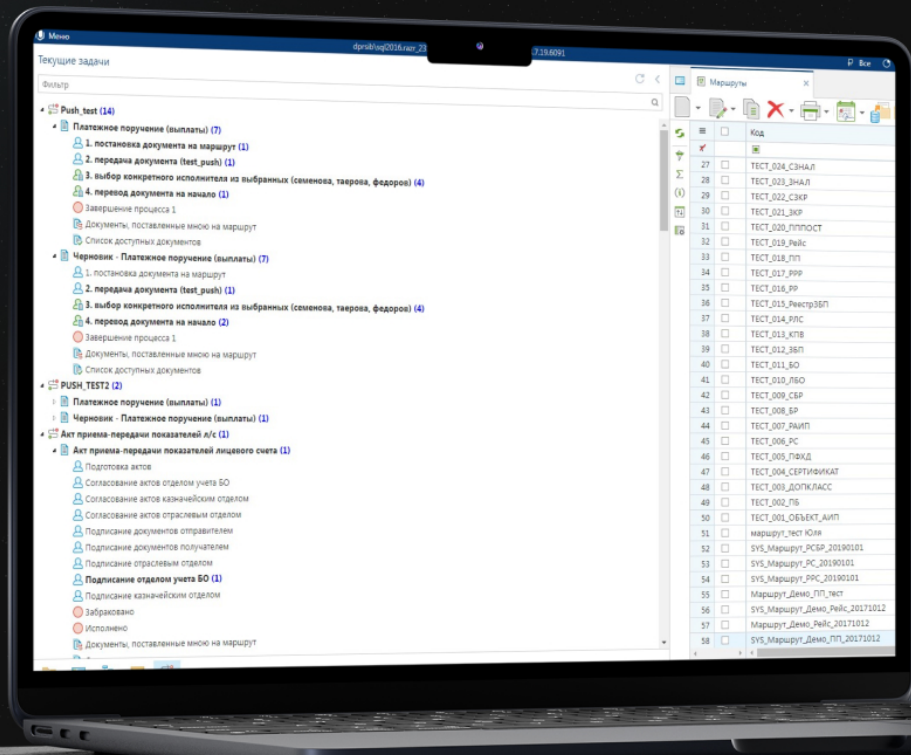 Меню
dprsib\sql2016.razr_23
.7.19.6091
Все
Текущие задачи
Фильтр
Push_test (14)
Платежное поручение (выплаты) (7)
1. постановка документа на маршрут (1)
2. передача документа (test_push) (1)
3. выбор конкретного исполнителя из выбранных (семенова, таерова, федоров) (4)
4. перевод документа на начало (1)
Завершение процесса 1
Документы, поставленные мною на маршрут
Список доступных документов
Черновик - Платежное поручение (выплаты) (7)
1. постановка документа на маршрут
2. передача документа (test_push) (1)
3. выбор конкретного исполнителя из выбранных (семенова, таерова, федоров) (4)
4. перевод документа на начало (2)
Завершение процесса 1
Документы, поставленные мною на маршрут
Список доступных документов
PUSH_TEST2 (2)
Платежное поручение (выплаты) (1)
Черновик - Платежное поручение (выплаты) (1)
Акт приема-передачи показателей л/с (1)
Акт приема-передачи показателей лицевого счета (1)
Подготовка актов
Согласование актов отделом учета БО
Согласование актов казначейским отделом
Согласование актов отраслевым отделом
Подписание документов отправителем
Подписание документов получателем
Подписание отраслевым отделом
Подписание отделом учета БО (1)
Подписание казначейским отделом
Забраковано
Исполнено
Документы, поставленные мною на маршрут
Маршруты
Код
27 ТЕСТ_024_СЗНАЛ
28 ТЕСТ_023_ЗНАЛ
29 ТЕСТ_022_СЗКР
30 ТЕСТ_021_ЗКР
31 ТЕСТ_020_ПППОСТ
32 ТЕСТ_019_Рейс
33 ТЕСТ_018_ПП
34 ТЕСТ_017_РРР
35 ТЕСТ_016_РР
36 ТЕСТ_015_РеестрЗБП
37 ТЕСТ_014_РЛС
38 ТЕСТ_013_КПВ
39 ТЕСТ_012_ЗБП
40 ТЕСТ_011_БО
41 ТЕСТ_010_ЛБО
42 ТЕСТ_009_СБР
43 ТЕСТ_008_БР
44 ТЕСТ_007_РАИП
45 ТЕСТ_006_РС
46 ТЕСТ_005_ПФХД
47 ТЕСТ_004_СЕРТИФИКАТ
48 ТЕСТ_003_ДОПКЛАСС
49 ТЕСТ_002_ПБ
50 ТЕСТ_001_ОБЪЕКТ_АИП
51 маршрут_тест Юля
52 SYS_Маршрут_РСБР_20190101
53 SYS_Маршрут_РС_20190101
54 SYS_Маршрут_РРС_20190101
55 Маршрут_Демо_ПП_тест
56 SYS_Маршрут_Демо_Рейс_20171012
57 Маршрут_Демо_Рейс_20171012
58 SYS_Маршрут_Демо_ПП_20171012